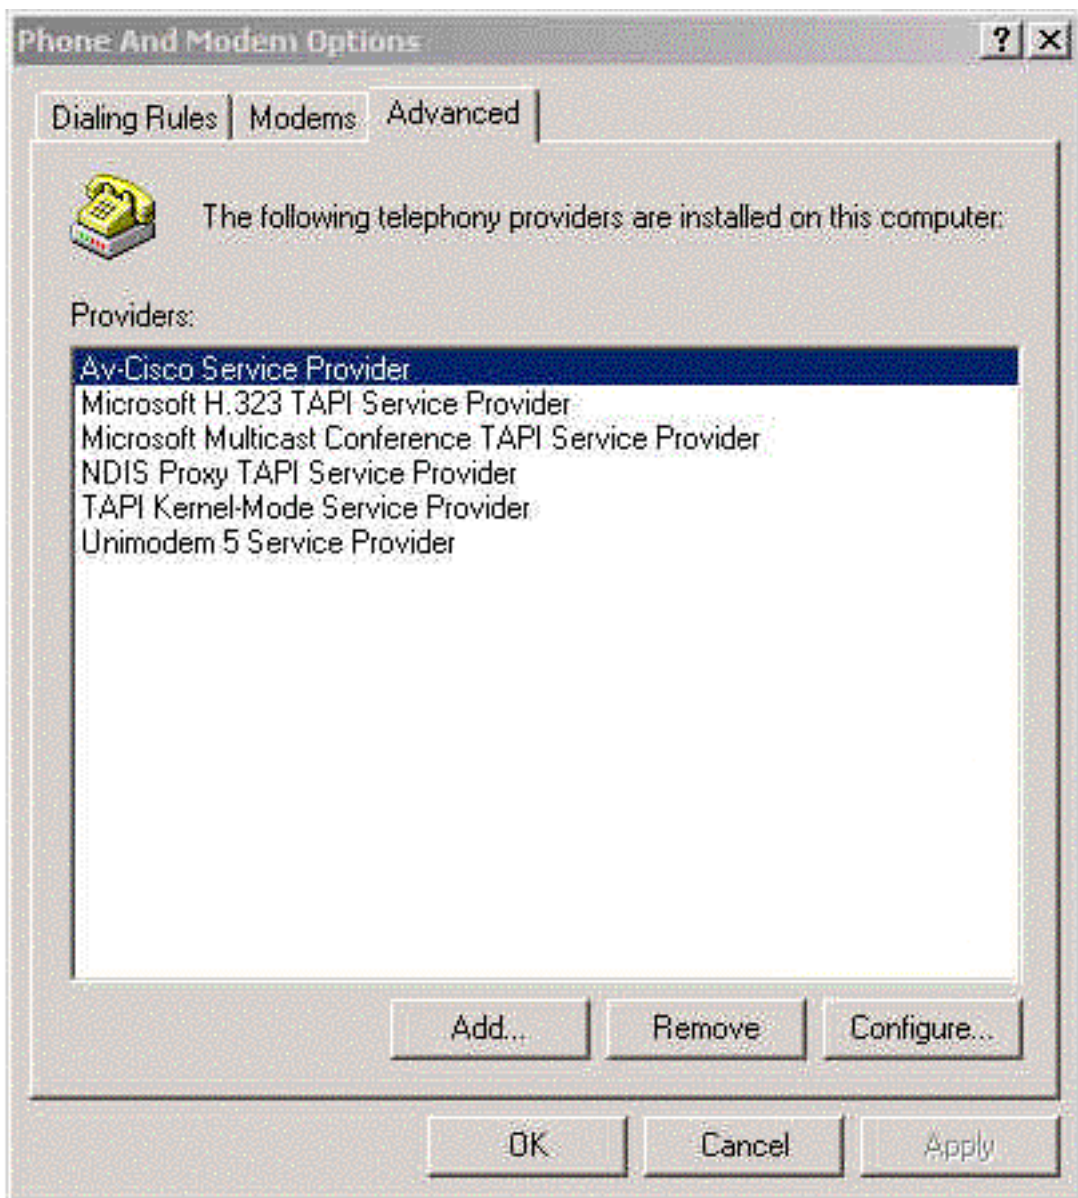 Phone And Modem Options
Dialing Rules Modems Advanced
The following telephony providers are installed on this computer:
Providers:
Av-Cisco Service Provider
Microsoft H.323 TAPI Service Provider
Microsoft Multicast Conference TAPI Service Provider
NDIS Proxy TAPI Service Provider
TAPI Kernel-Mode Service Provider
Unimodem 5 Service Provider
Add... Remove Configure...
OK Cancel Apply